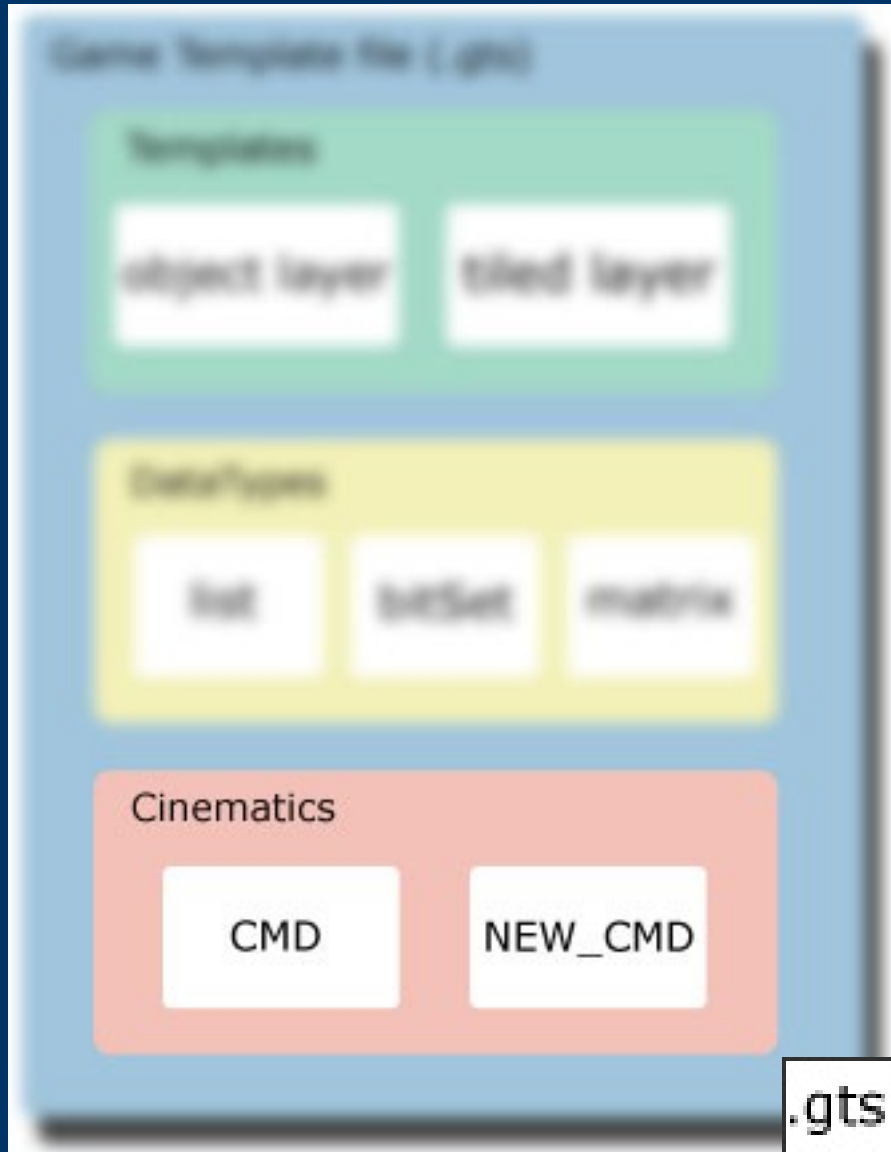 Game Template file (.gts)
Templates
object layer
tiled layer
DataTypes
list
bitSet
matrix
Cinematics
CMD
NEW_CMD
.gts